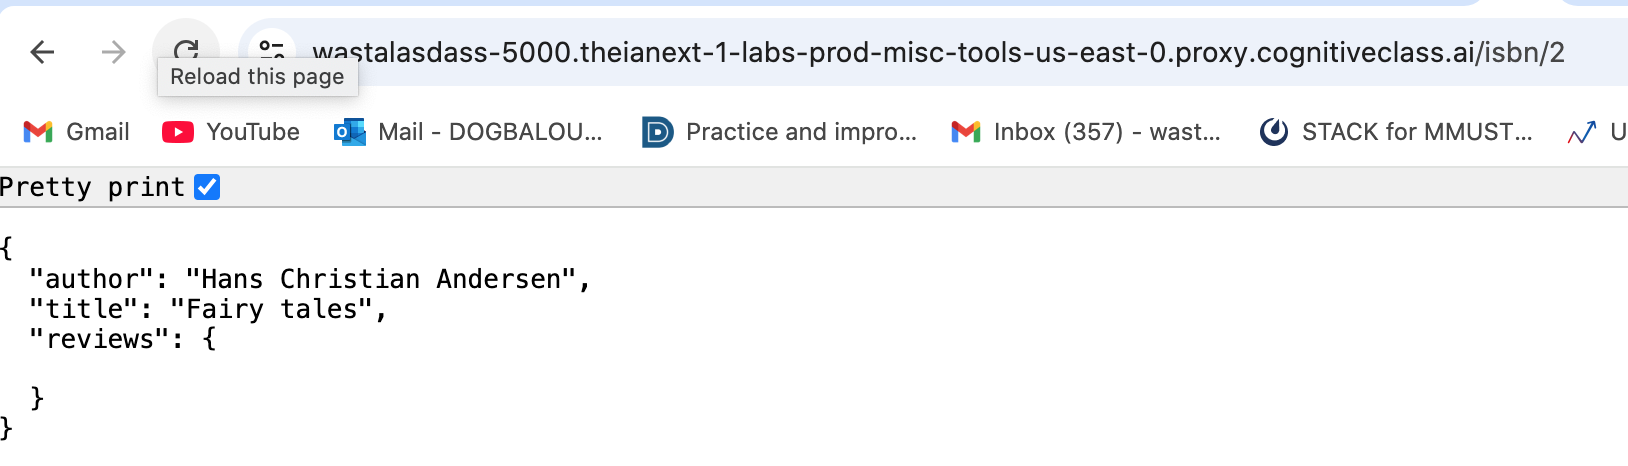 wastalasdass-5000.theianext-1-labs-prod-misc-tools-us-east-0.proxy.cognitiveclass.ai/isbn/2
Reload this page
Gmail YouTube Mail - DOGBALOU... Practice and impro... Inbox (357) - wast... STACK for MMUST... U
Pretty print
{
"author": "Hans Christian Andersen",
"title": "Fairy tales",
"reviews": {
}
}